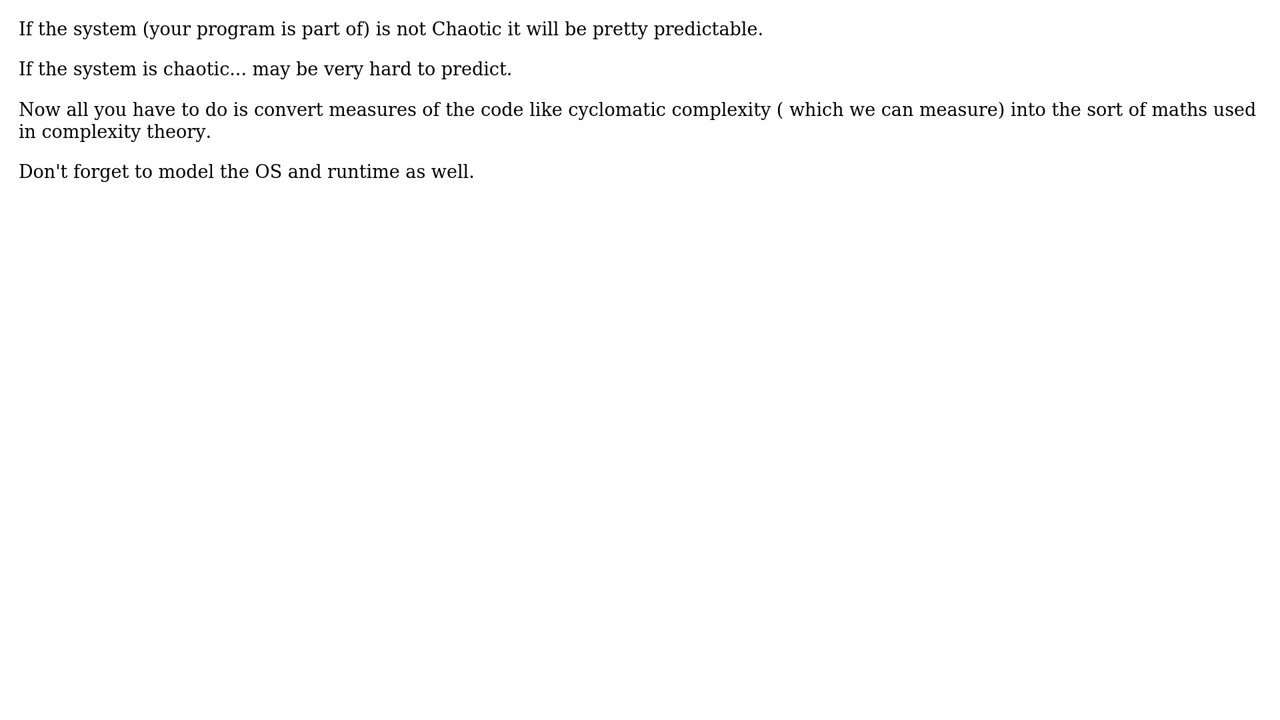 If the system (your program is part of) is not Chaotic it will be pretty predictable.
If the system is chaotic... may be very hard to predict.
Now all you have to do is convert measures of the code like cyclomatic complexity ( which we can measure) into the sort of maths used
in complexity theory.
Don't forget to model the OS and runtime as well.